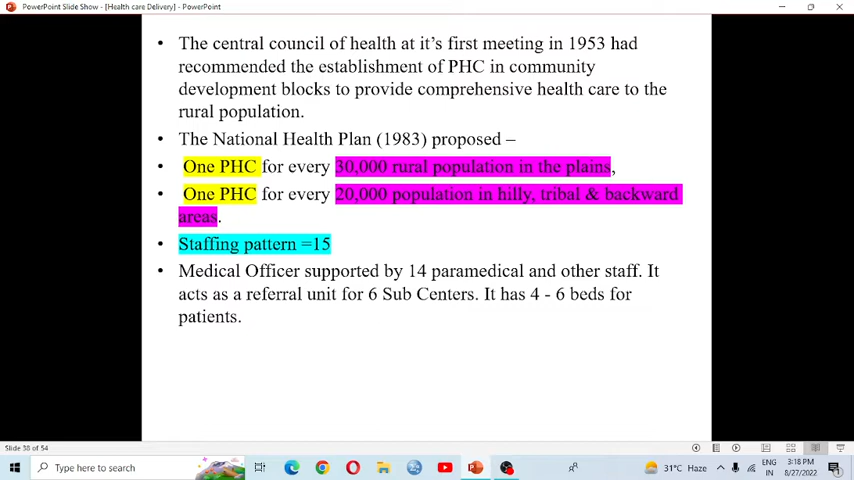 PowerPoint Slide Show - [Health care Delivery] - PowerPoint
• The central council of health at it's first meeting in 1953 had
recommended the establishment of PHC in community
development blocks to provide comprehensive health care to the
rural population.
• The National Health Plan (1983) proposed –
• One PHC for every 30,000 rural population in the plains,
• One PHC for every 20,000 population in hilly, tribal & backward
areas.
• Staffing pattern =15
• Medical Officer supported by 14 paramedical and other staff. It
acts as a referral unit for 6 Sub Centers. It has 4 - 6 beds for
patients.
Slide 38 of 54
Type here to search
31°C Haze
ENG
IN
3:18 PM
8/27/2022